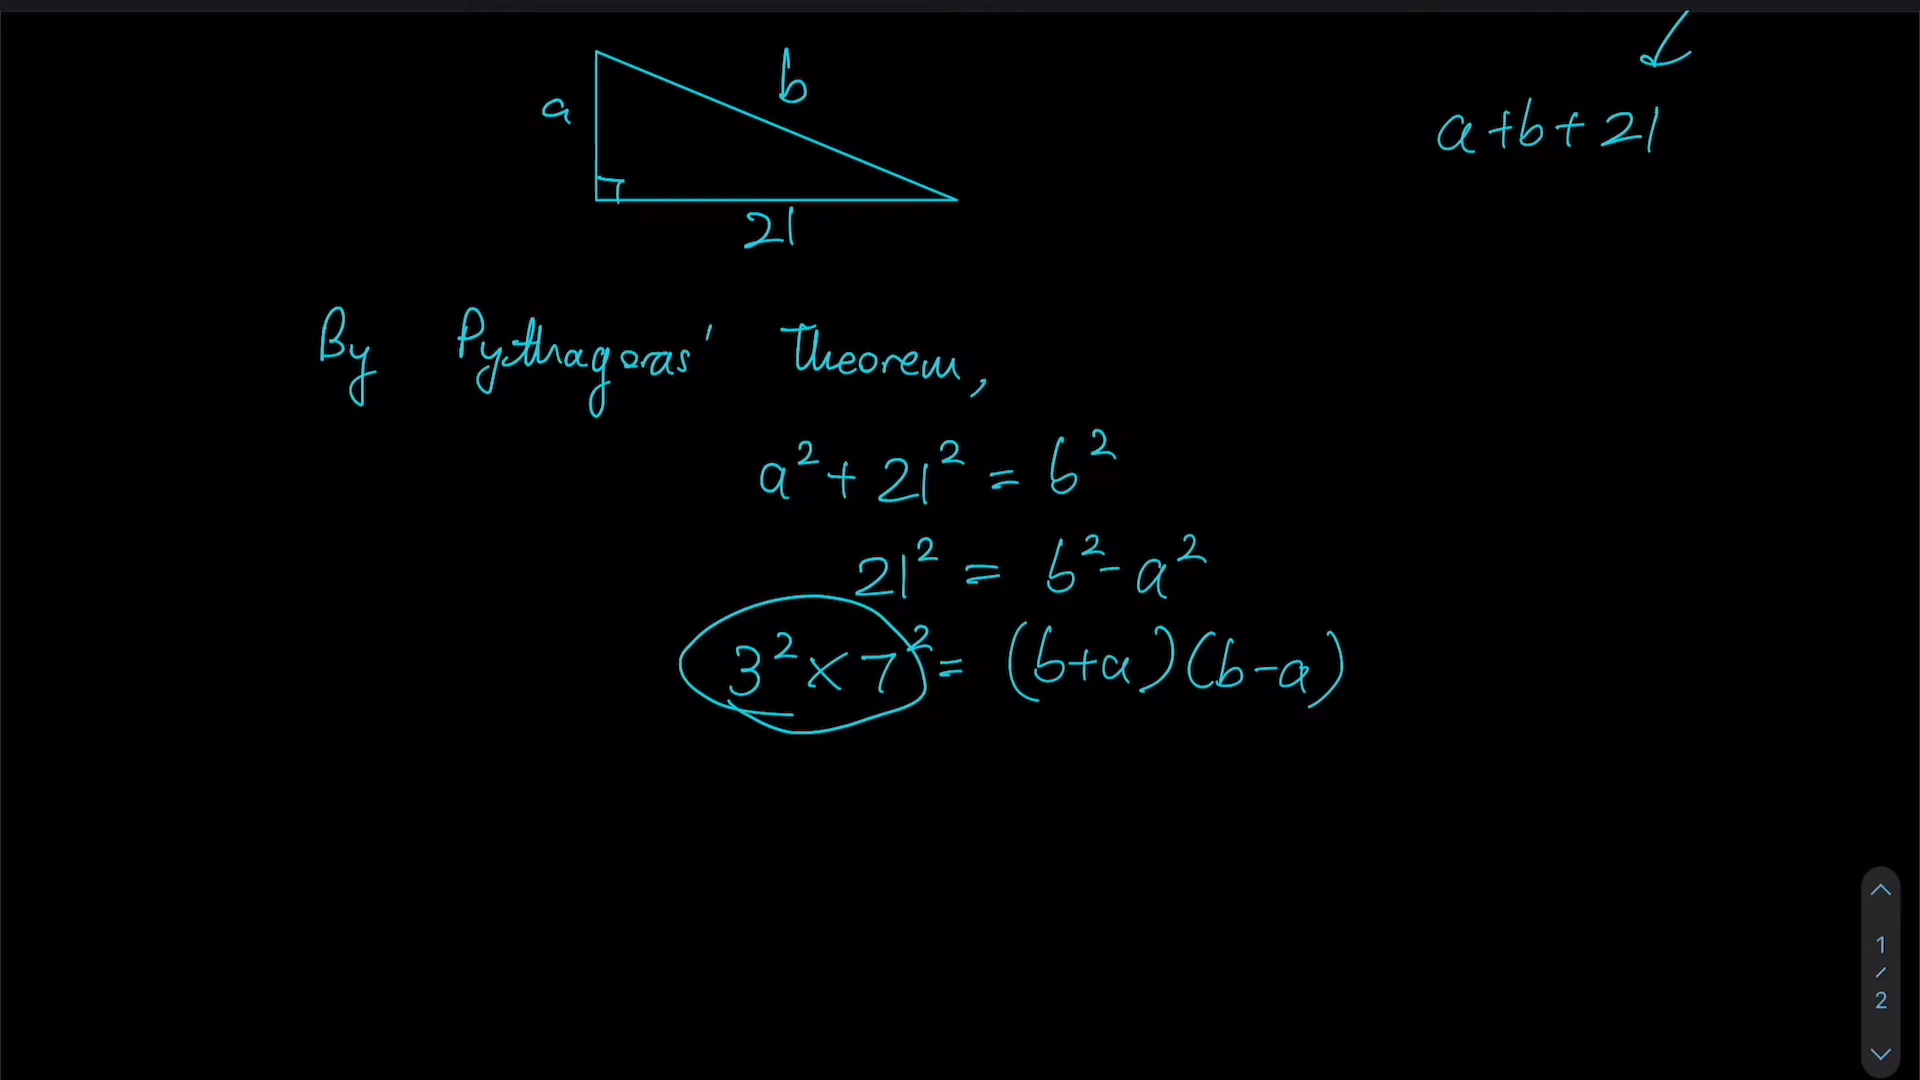 b
a
a+b+21
21
By Pythagoras' Theorem,
a² + 21² = b²
21² = b² - a²
3² × 7² = (b+a)(b-a)
1
/
2